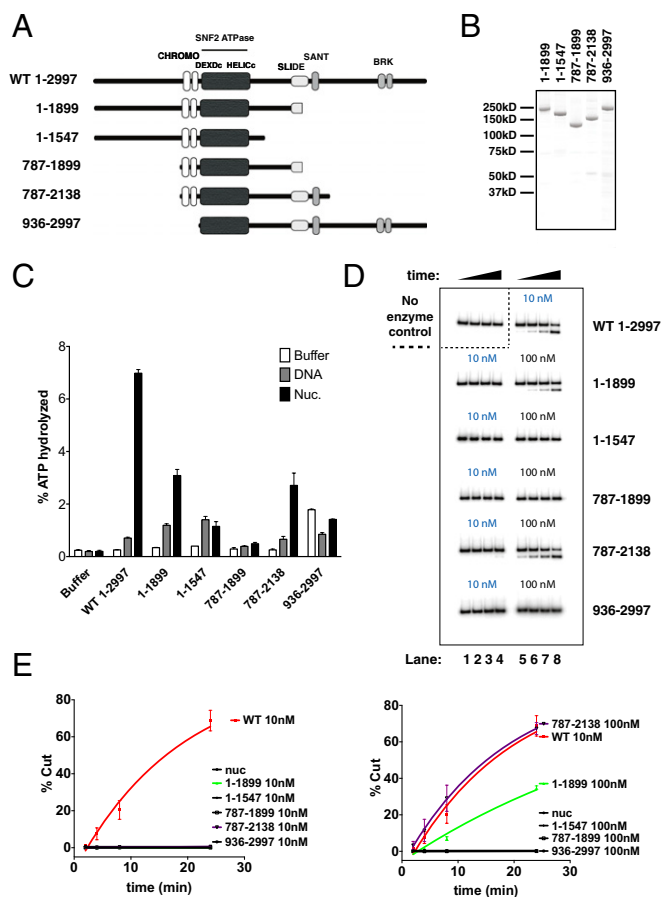 A
SNF2 ATPase
CHROMO
DEXDc HELICc
SLIDE
SANT
BRK
WT 1-2997
1-1899
1-1547
787-1899
787-2138
936-2997
B
1-1899
1-1547
787-1899
787-2138
936-2997
250kD
150kD
100kD
75kD
50kD
37kD
C
% ATP hydrolyzed
8
6
4
2
0
Buffer
DNA
Nuc.
Buffer
WT 1-2997
1-1899
1-1547
787-1899
787-2138
936-2997
D
time:
No
enzyme
control
10 nM
WT 1-2997
10 nM
100 nM
1-1899
10 nM
100 nM
1-1547
10 nM
100 nM
787-1899
10 nM
100 nM
787-2138
10 nM
100 nM
936-2997
Lane: 1 2 3 4 5 6 7 8
E
% Cut
80
60
40
20
0
WT 10nM
nuc
1-1899 10nM
1-1547 10nM
787-1899 10nM
787-2138 10nM
936-2997 10nM
0 10 20 30
time (min)
% Cut
80
60
40
20
0
787-2138 100nM
WT 10nM
1-1899 100nM
nuc
1-1547 100nM
787-1899 100nM
936-2997 100nM
0 10 20 30
time (min)